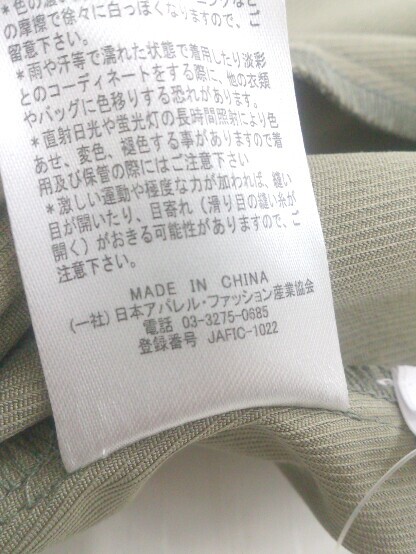 *色の濃い
の摩擦で徐々に白っぽくなりますので、ご
留意下さい。
*雨や汗等で濡れた状態で着用したり淡彩
とのコーディネートをする際に、他の衣類
やバッグに色移りする恐れがあります。
*直射日光や蛍光灯の長時間照射により色
あせ、変色、褪色する事がありますので着
用及び保管の際にはご注意下さい
*激しい運動や極度な力が加われば、縫い
目が開いたり、目寄れ(滑り目の縫い糸が
開く)がおきる可能性がありますので、ご
注意下さい。
MADE IN CHINA
(一社)日本アパレル・ファッション産業協会
電話 03-3275-0685
登録番号 JAFIC-1022